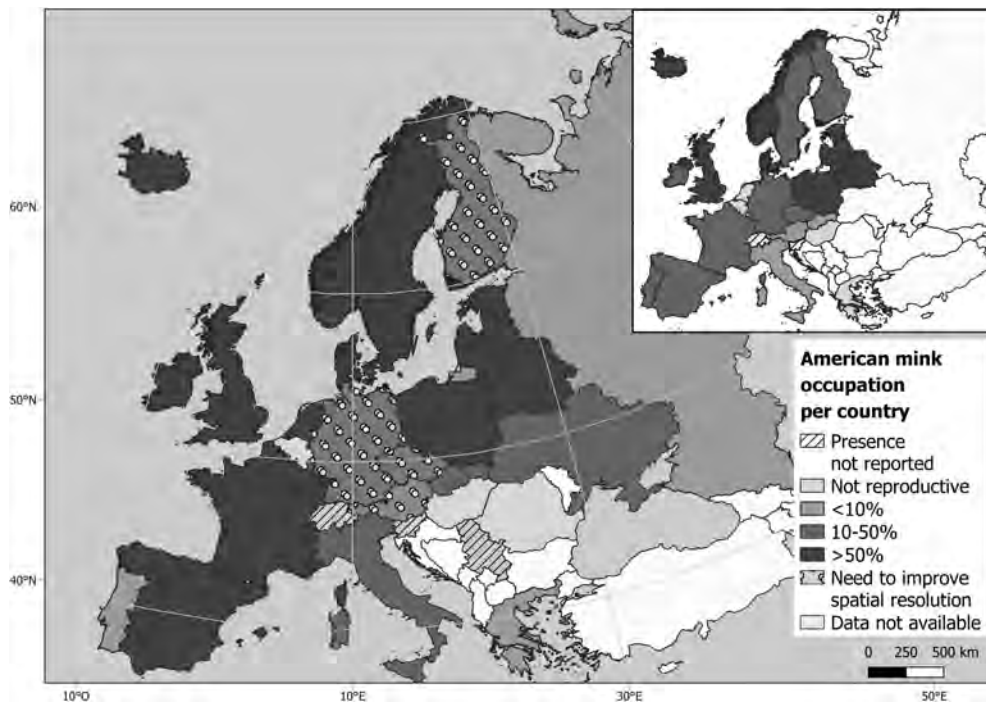 60°N
50°N
40°N
10°O
10°E
30°E
50°E
American mink
occupation
per country
Presence
not reported
Not reproductive
<10%
10-50%
>50%
Need to improve
spatial resolution
Data not available
0 250 500 km